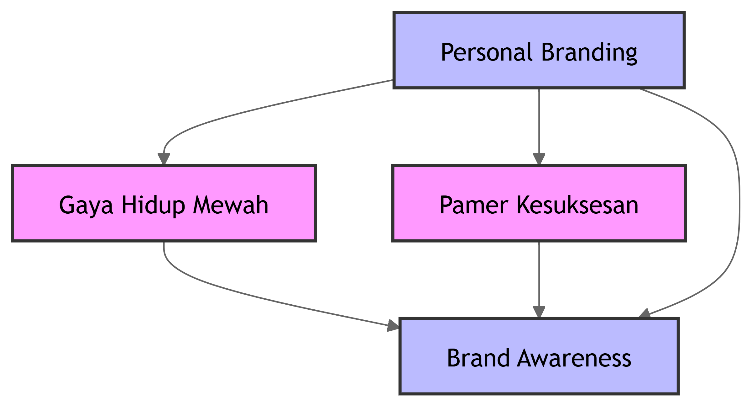 Personal Branding
Gaya Hidup Mewah
Pamer Kesuksesan
Brand Awareness